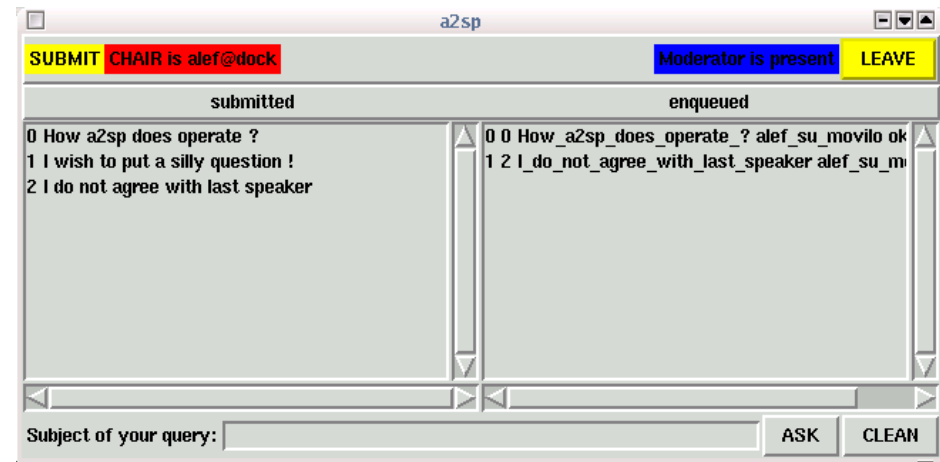 a2sp
SUBMIT CHAIR is alef@dock Moderator is present LEAVE
submitted enqueued
0 How a2sp does operate ?
1 I wish to put a silly question !
2 I do not agree with last speaker
0 0 How_a2sp_does_operate_? alef_su_movilo ok
1 2 I_do_not_agree_with_last_speaker alef_su_m
Subject of your query: ASK CLEAN